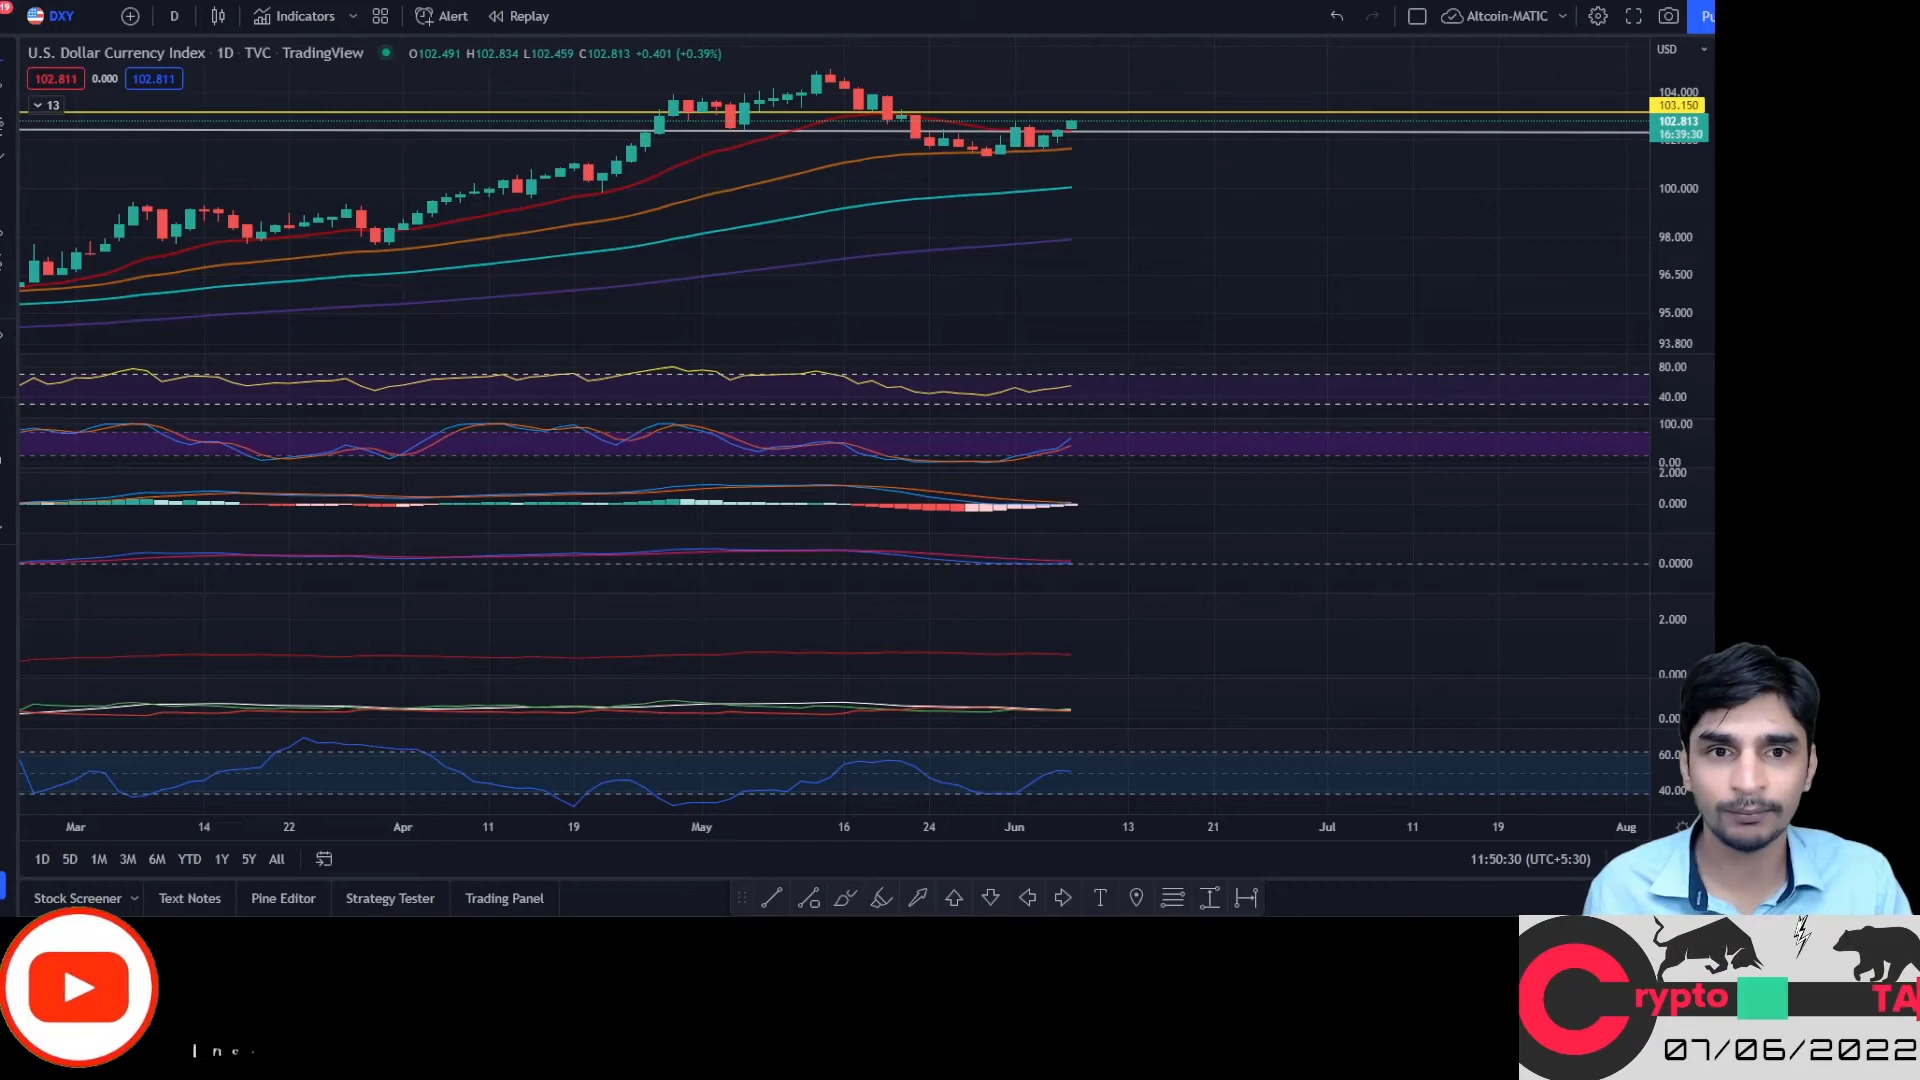 19
DXY
D
Indicators
Alert
Replay
Altcoin-MATIC
Pu
U.S. Dollar Currency Index · 1D · TVC · TradingView
O102.491 H102.834 L102.459 C102.813 +0.401 (+0.39%)
USD
102.811 0.000 102.811
13
104.000
103.150
102.813
16:39:30
100.000
98.000
96.500
95.000
93.800
80.00
40.00
100.00
0.00
2.000
0.000
0.0000
2.000
0.000
0.00
60.0
40.00
Mar 14 22 Apr 11 19 May 16 24 Jun 13 21 Jul 11 19 Aug
1D 5D 1M 3M 6M YTD 1Y 5Y All
11:50:30 (UTC+5:30)
Stock Screener Text Notes Pine Editor Strategy Tester Trading Panel
T
Crypto TA
07/06/2022
Ins